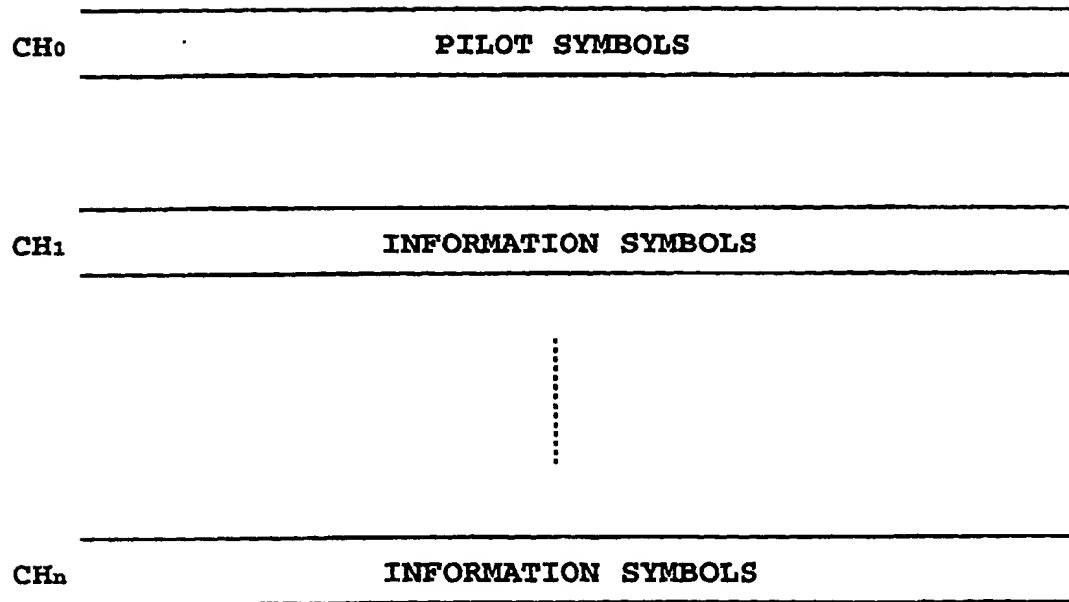 CH0 PILOT SYMBOLS
CH1 INFORMATION SYMBOLS
CHn INFORMATION SYMBOLS